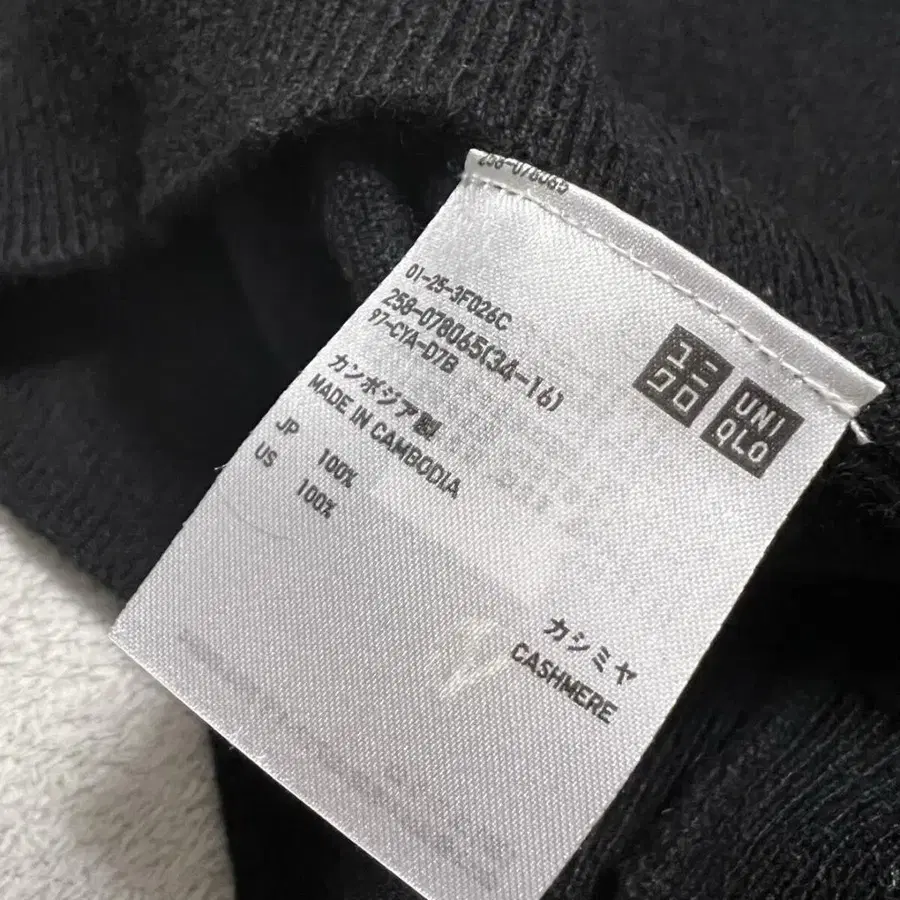 258-078065
01-25-3F026C
258-078065(34-16)
97-CYA-D7B
ユニ
クロ
UNI
QLO
カンボジア製
MADE IN CAMBODIA
JP 100% カシミヤ
US 100% CASHMERE